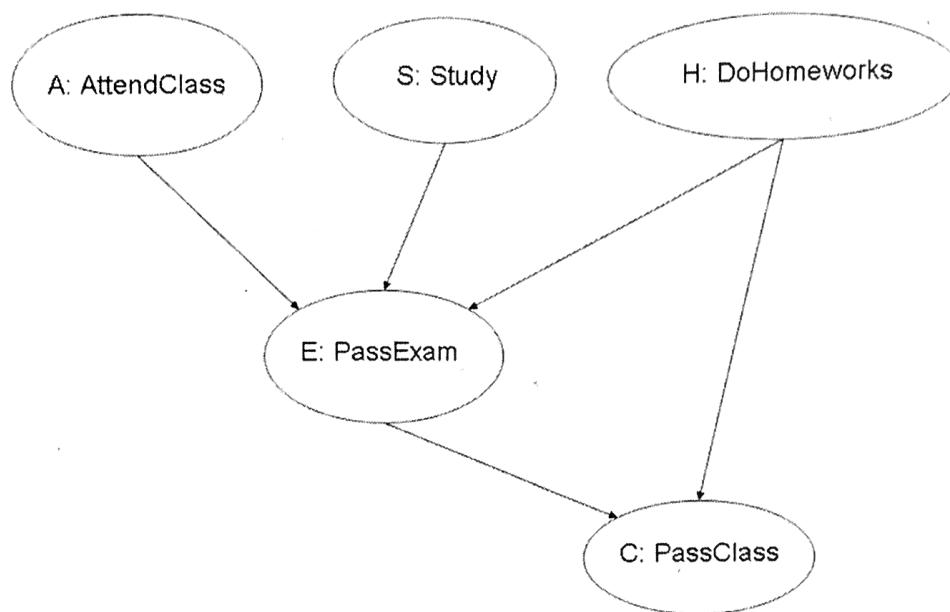 A: AttendClass
S: Study
H: DoHomeworks
E: PassExam
C: PassClass